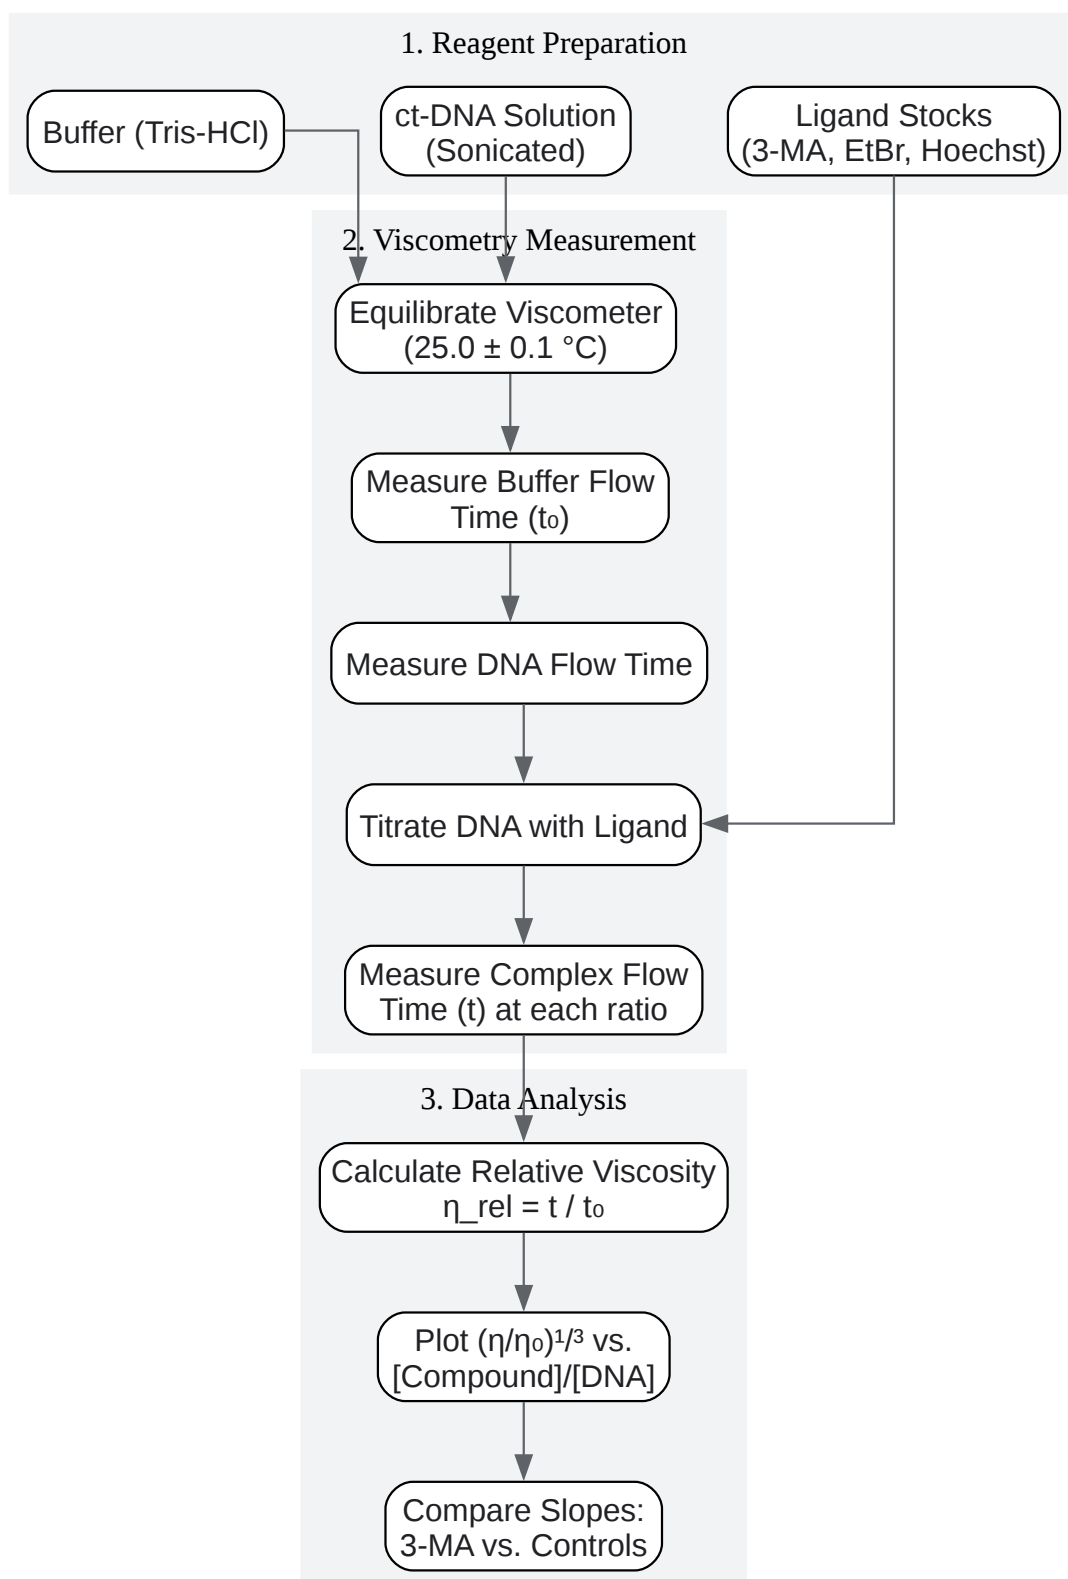 1. Reagent Preparation
Buffer (Tris-HCl)
ct-DNA Solution
(Sonicated)
Ligand Stocks
(3-MA, EtBr, Hoechst)
2. Viscometry Measurement
Equilibrate Viscometer
(25.0 ± 0.1 °C)
Measure Buffer Flow
Time (t₀)
Measure DNA Flow Time
Titrate DNA with Ligand
Measure Complex Flow
Time (t) at each ratio
3. Data Analysis
Calculate Relative Viscosity
η_rel = t / t₀
Plot (η/η₀)¹/³ vs.
[Compound]/[DNA]
Compare Slopes:
3-MA vs. Controls